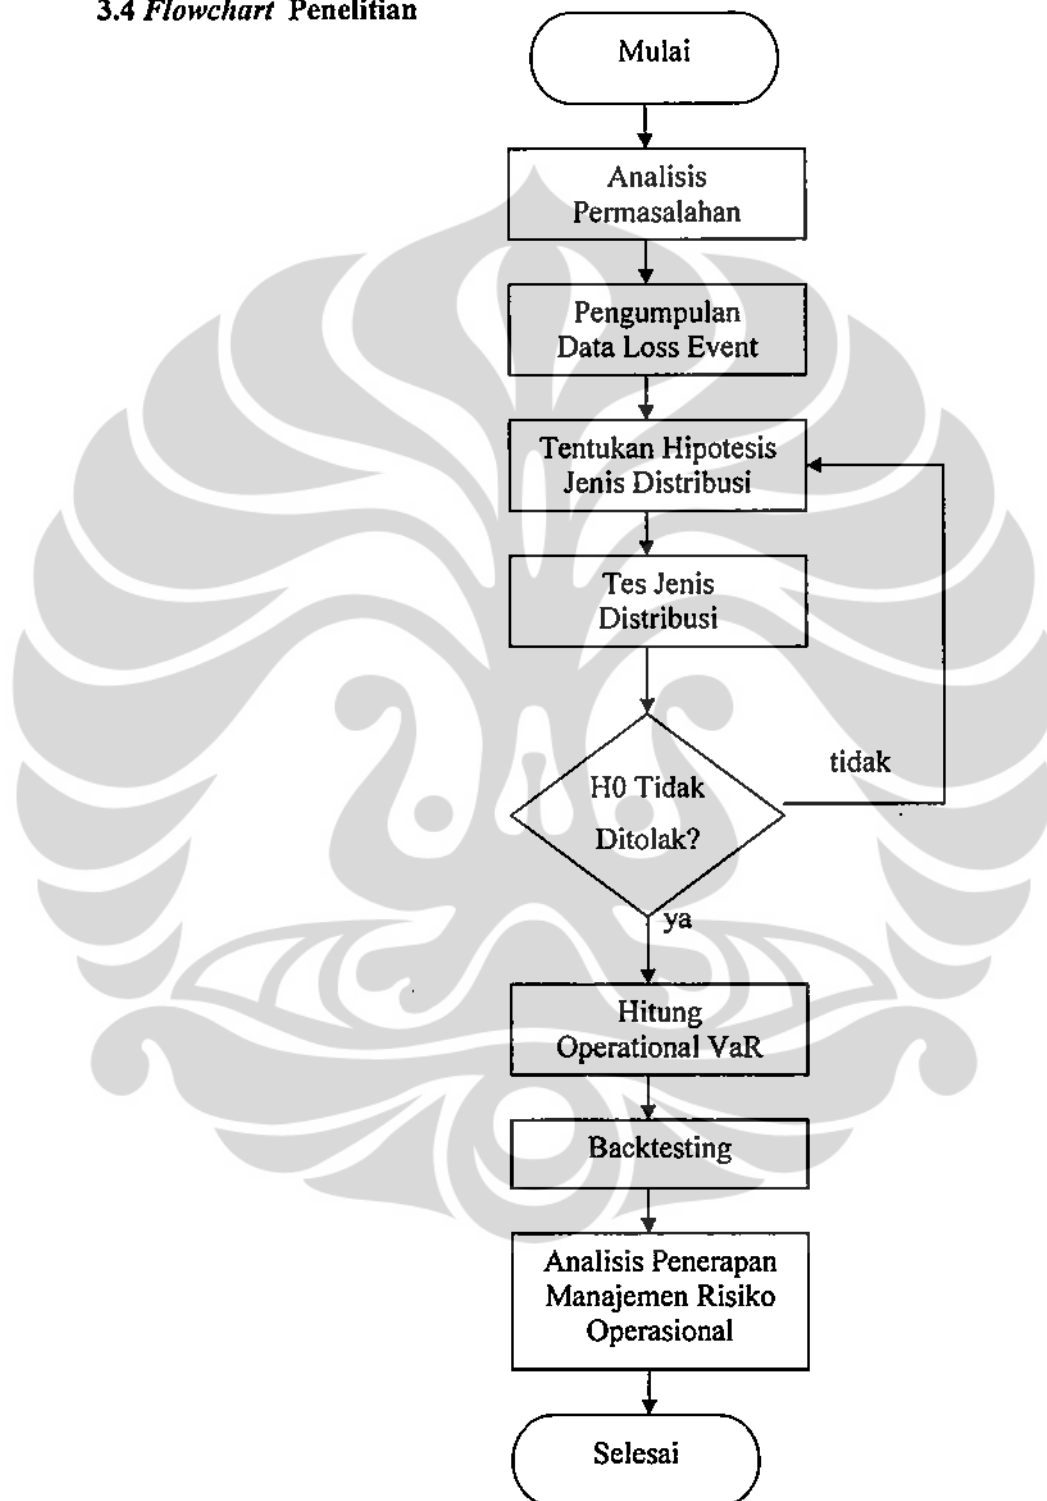 3.4 Flowchart Penelitian
Mulai
Analisis
Permasalahan
Pengumpulan
Data Loss Event
Tentukan Hipotesis
Jenis Distribusi
Tes Jenis
Distribusi
H0 Tidak
Ditolak?
tidak
ya
Hitung
Operational VaR
Backtesting
Analisis Penerapan
Manajemen Risiko
Operasional
Selesai